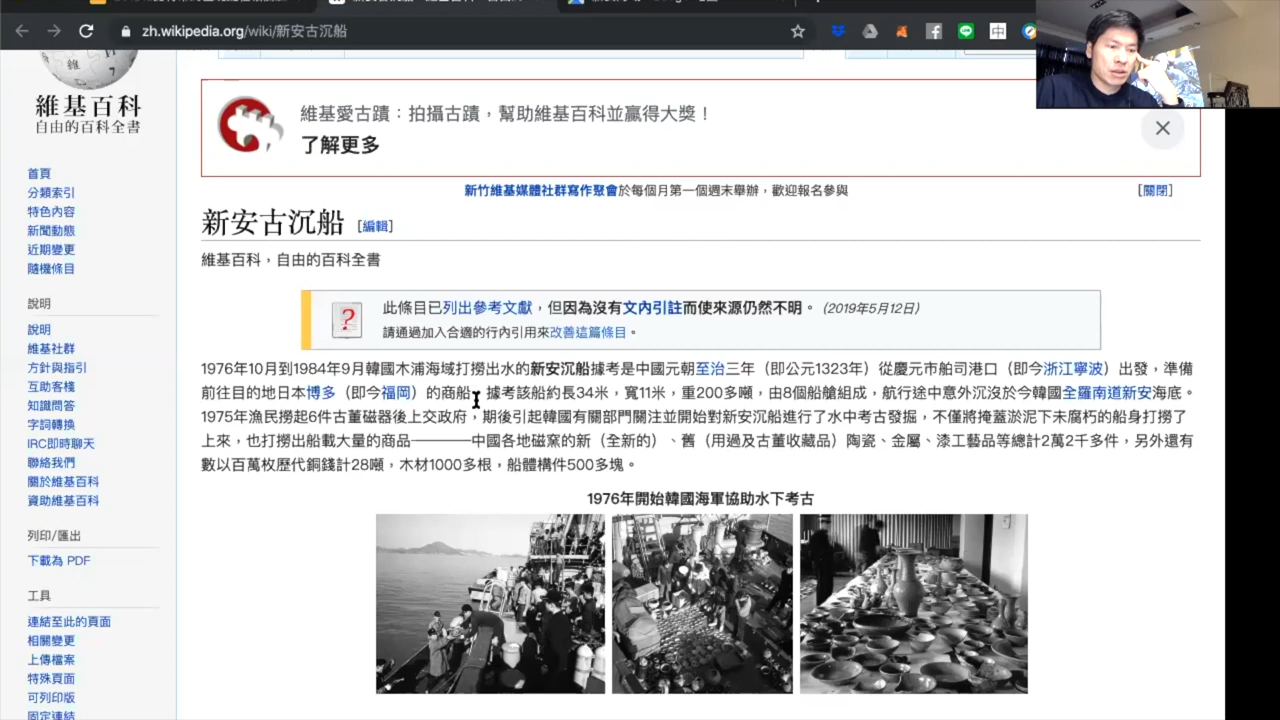 zh.wikipedia.org/wiki/新安古沉船
維基百科
自由的百科全書
維基愛古蹟：拍攝古蹟，幫助維基百科並贏得大獎！
了解更多
新竹維基媒體社群寫作聚會於每個月第一個週末舉辦，歡迎報名參與
[關閉]
首頁
分類索引
特色內容
新聞動態
近期變更
隨機條目
說明
說明
維基社群
方針與指引
互助客棧
知識問答
字詞轉換
IRC即時聊天
聯絡我們
關於維基百科
資助維基百科
列印/匯出
下載為 PDF
工具
連結至此的頁面
相關變更
上傳檔案
特殊頁面
可列印版
固定連結
新安古沉船 [編輯]
維基百科，自由的百科全書
此條目已列出參考文獻，但因為沒有文內引註而使來源仍然不明。 (2019年5月12日)
請通過加入合適的行內引用來改善這篇條目。
1976年10月到1984年9月韓國木浦海域打撈出水的新安沉船據考是中國元朝至治三年（即公元1323年）從慶元市舶司港口（即今浙江寧波）出發，準備
前往目的地日本博多（即今福岡）的商船，據考該船約長34米，寬11米，重200多噸，由8個船艙組成，航行途中意外沉沒於今韓國全羅南道新安海底。
1975年漁民撈起6件古董磁器後上交政府，期後引起韓國有關部門關注並開始對新安沉船進行了水中考古發掘，不僅將掩蓋淤泥下未腐朽的船身打撈了
上來，也打撈出船載大量的商品————中國各地磁窯的新（全新的）、舊（用過及古董收藏品）陶瓷、金屬、漆工藝品等總計2萬2千多件，另外還有
數以百萬枚歷代銅錢計28噸，木材1000多根，船體構件500多塊。
1976年開始韓國海軍協助水下考古